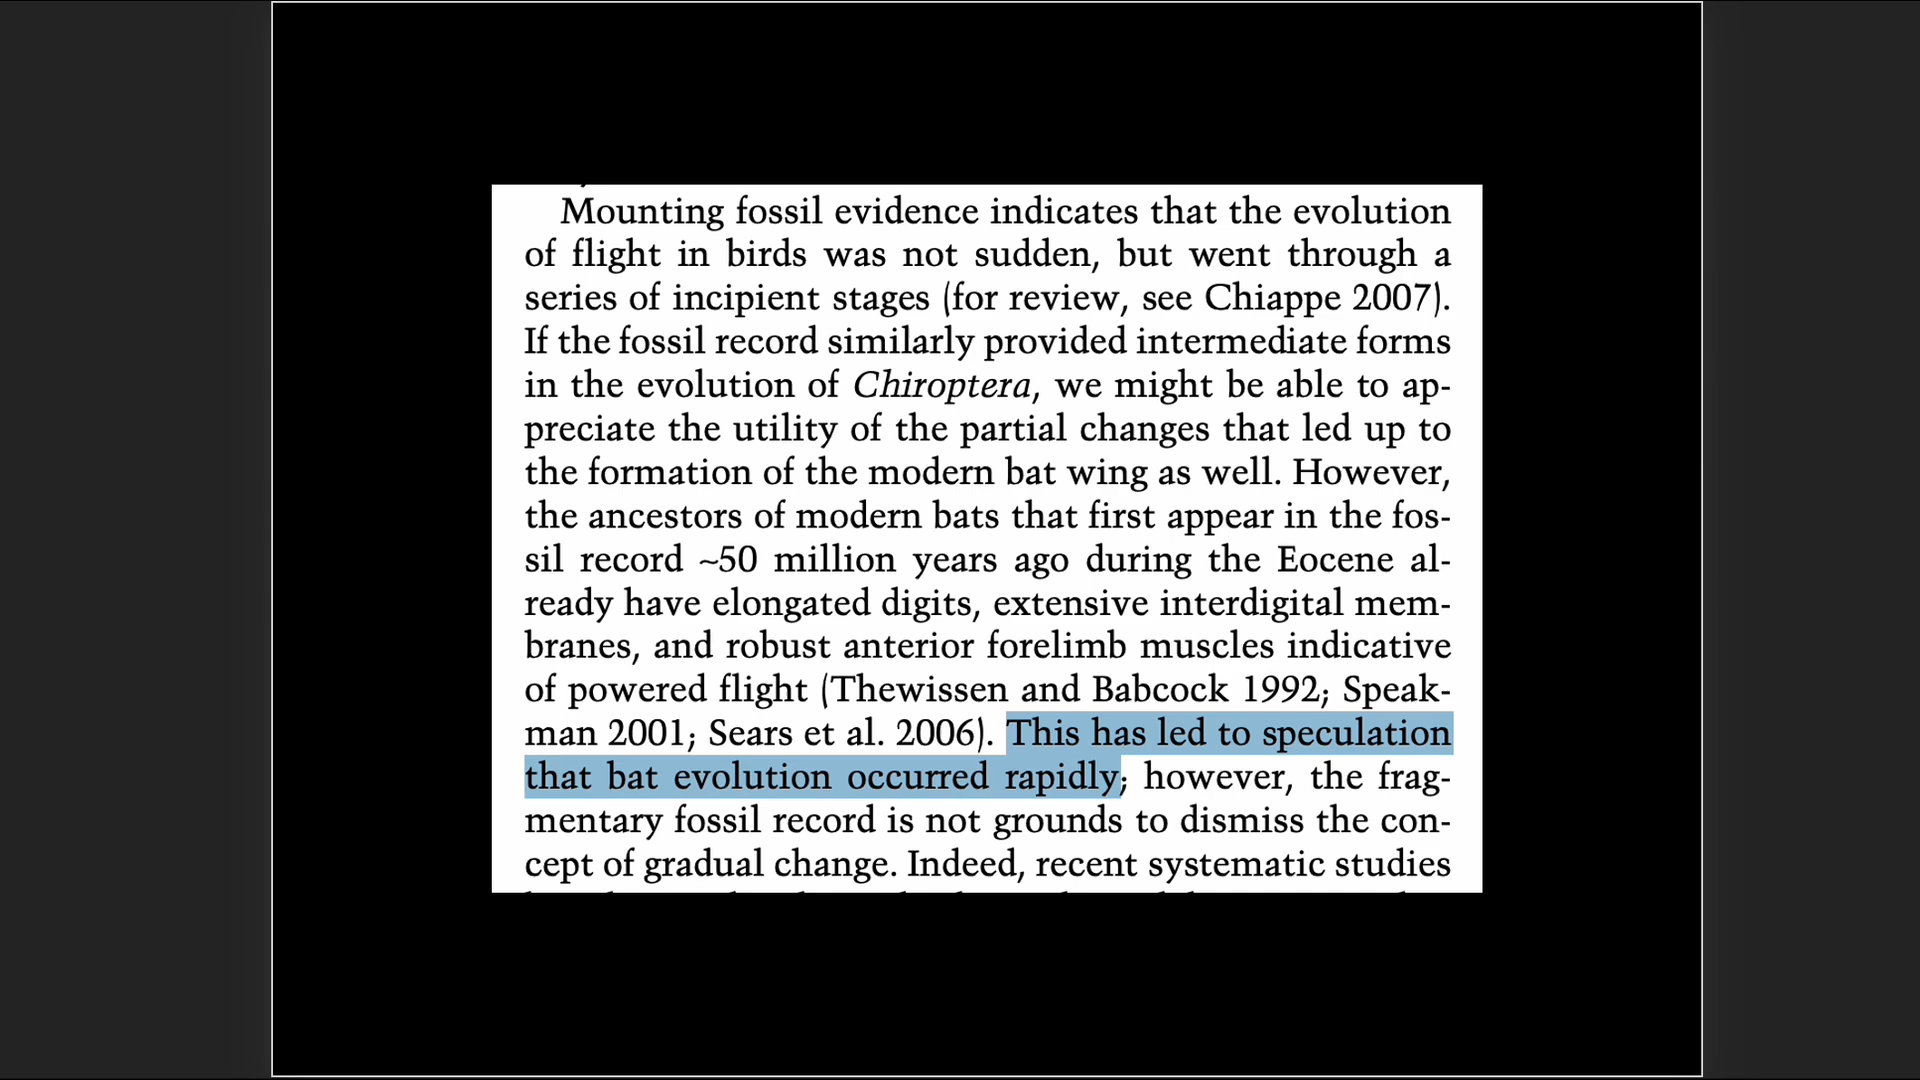 Mounting fossil evidence indicates that the evolution
of flight in birds was not sudden, but went through a
series of incipient stages (for review, see Chiappe 2007).
If the fossil record similarly provided intermediate forms
in the evolution of Chiroptera, we might be able to ap-
preciate the utility of the partial changes that led up to
the formation of the modern bat wing as well. However,
the ancestors of modern bats that first appear in the fos-
sil record ~50 million years ago during the Eocene al-
ready have elongated digits, extensive interdigital mem-
branes, and robust anterior forelimb muscles indicative
of powered flight (Thewissen and Babcock 1992; Speak-
man 2001; Sears et al. 2006). This has led to speculation
that bat evolution occurred rapidly; however, the frag-
mentary fossil record is not grounds to dismiss the con-
cept of gradual change. Indeed, recent systematic studies